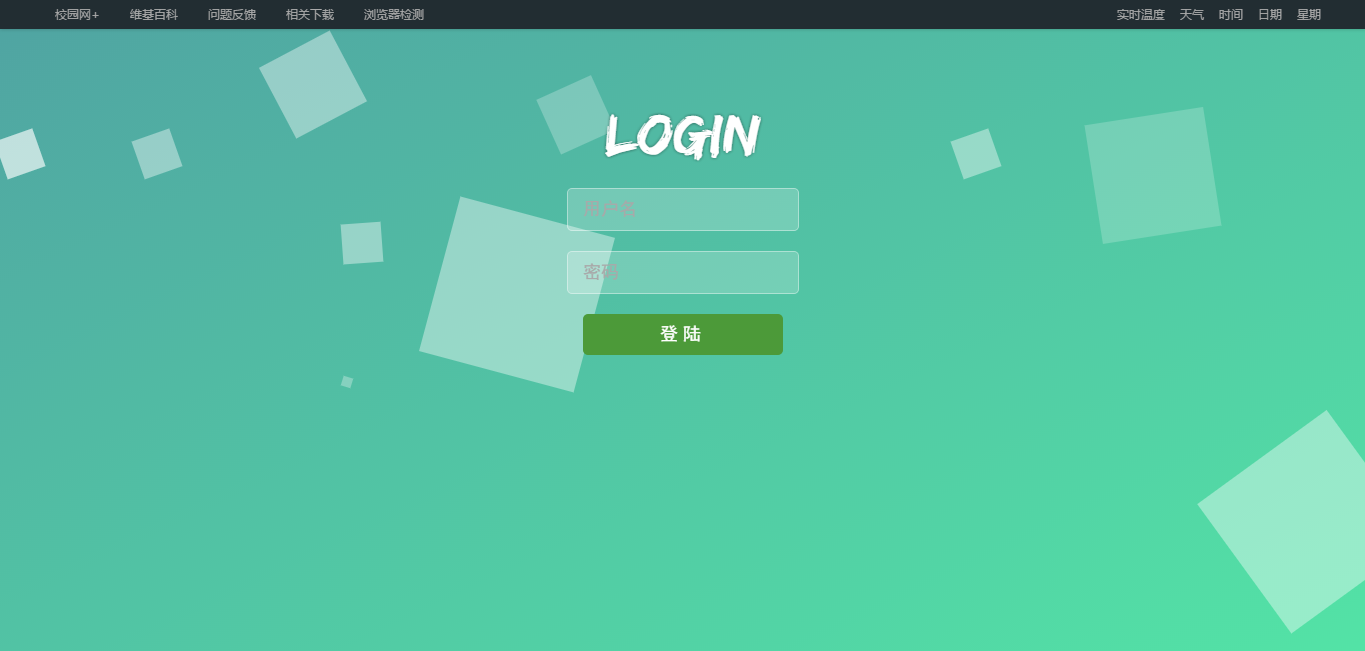 校园网+ 维基百科 问题反馈 相关下载 浏览器检测 实时温度 天气 时间 日期 星期
LOGIN
用户名
密码
登 陆